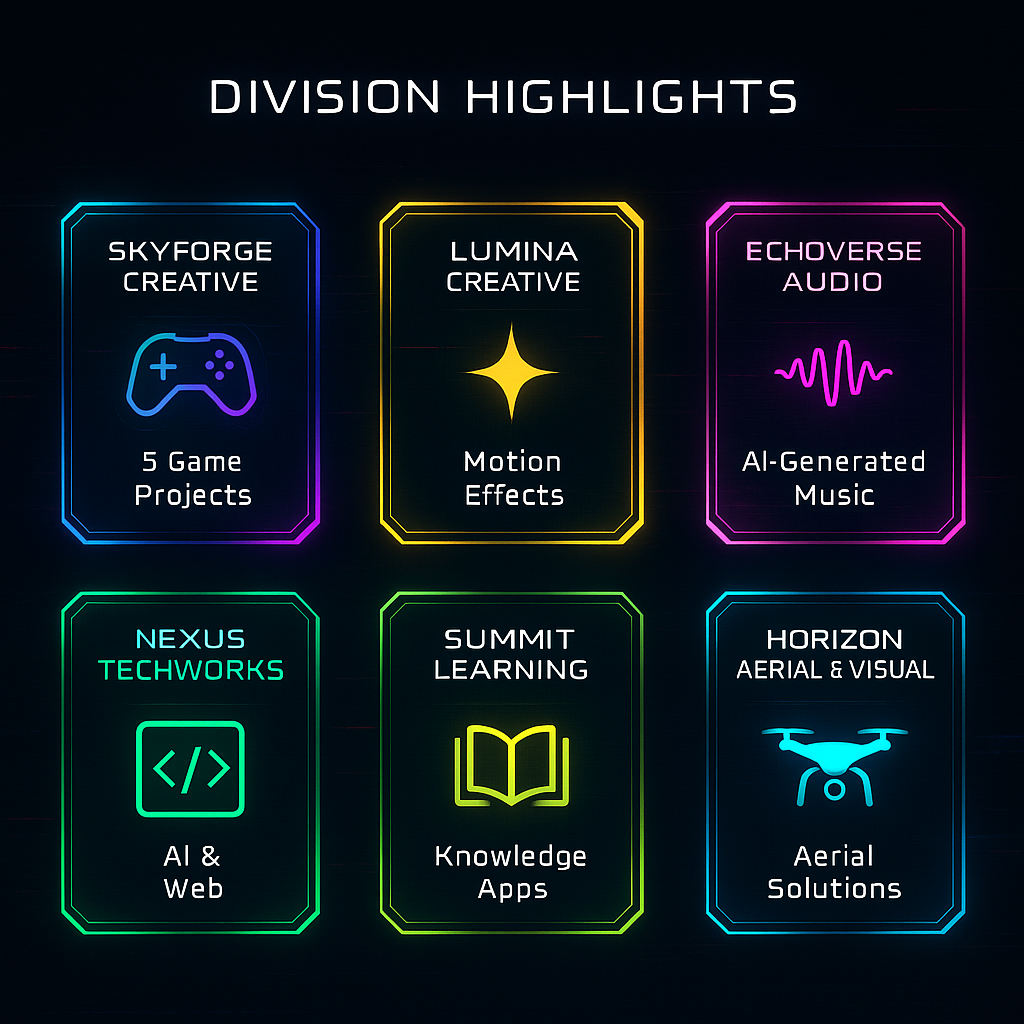 DIVISION HIGHLIGHTS
SKYFORGE
CREATIVE
5 Game
Projects
LUMINA
CREATIVE
Motion
Effects
ECHOVERSE
AUDIO
AI-Generated
Music
NEXUS
TECHWORKS
</>
AI &
Web
SUMMIT
LEARNING
Knowledge
Apps
HORIZON
AERIAL & VISUAL
Aerial
Solutions